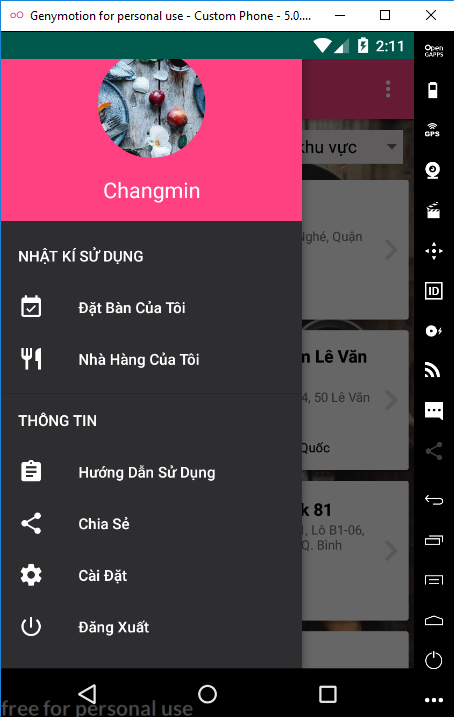 Genymotion for personal use - Custom Phone - 5.0....
2:11
Open
GAPPS
GPS
ID
Changmin
khu vực
NHẬT KÍ SỬ DỤNG
Nghé, Quận
Đặt Bàn Của Tôi
Nhà Hàng Của Tôi
m Lê Văn
4, 50 Lê Văn
THÔNG TIN
Quốc
Hướng Dẫn Sử Dụng
k 81
Chia Sẻ
1, Lô B1-06,
Q. Bình
Cài Đặt
Đăng Xuất
free for personal use